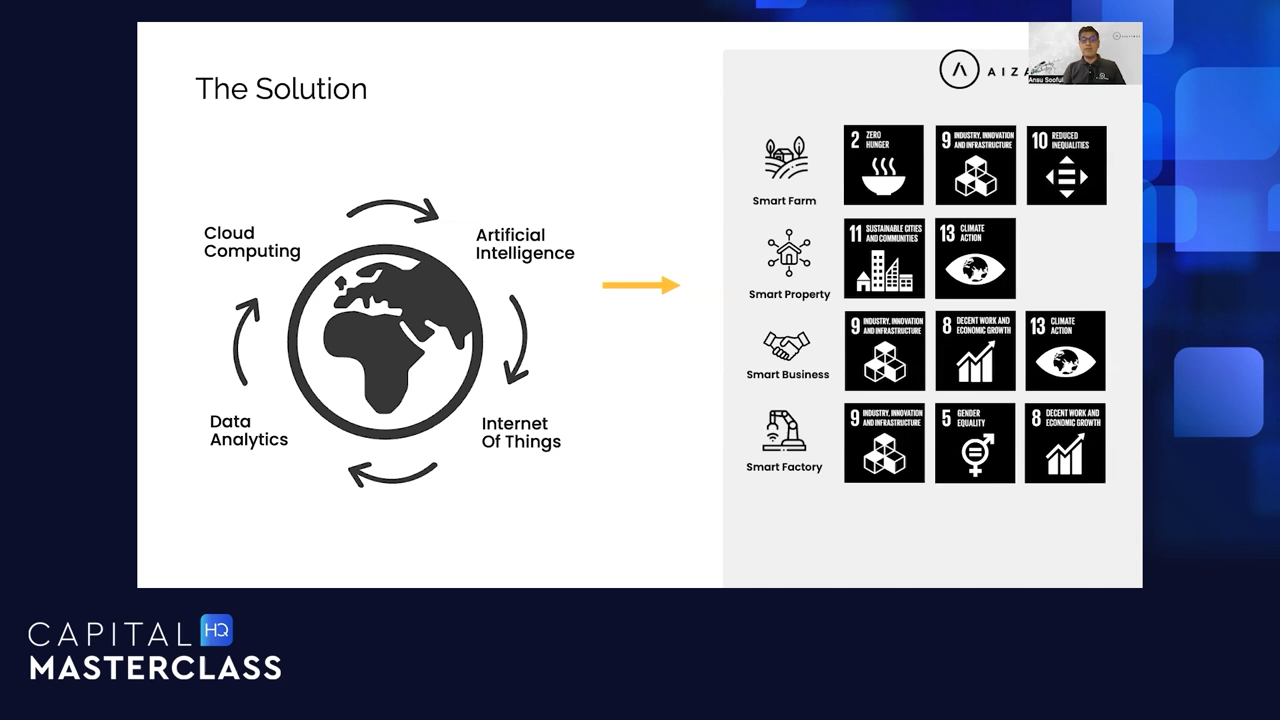 The Solution
Cloud
Computing
Artificial
Intelligence
Data
Analytics
Internet
Of Things
Ansu Sooful
Smart Farm
2 ZERO
HUNGER
9 INDUSTRY, INNOVATION
AND INFRASTRUCTURE
10 REDUCED
INEQUALITIES
Smart Property
11 SUSTAINABLE CITIES
AND COMMUNITIES
13 CLIMATE
ACTION
Smart Business
9 INDUSTRY, INNOVATION
AND INFRASTRUCTURE
8 DECENT WORK AND
ECONOMIC GROWTH
13 CLIMATE
ACTION
Smart Factory
9 INDUSTRY, INNOVATION
AND INFRASTRUCTURE
5 GENDER
EQUALITY
8 DECENT WORK AND
ECONOMIC GROWTH
CAPITAL HQ
MASTERCLASS